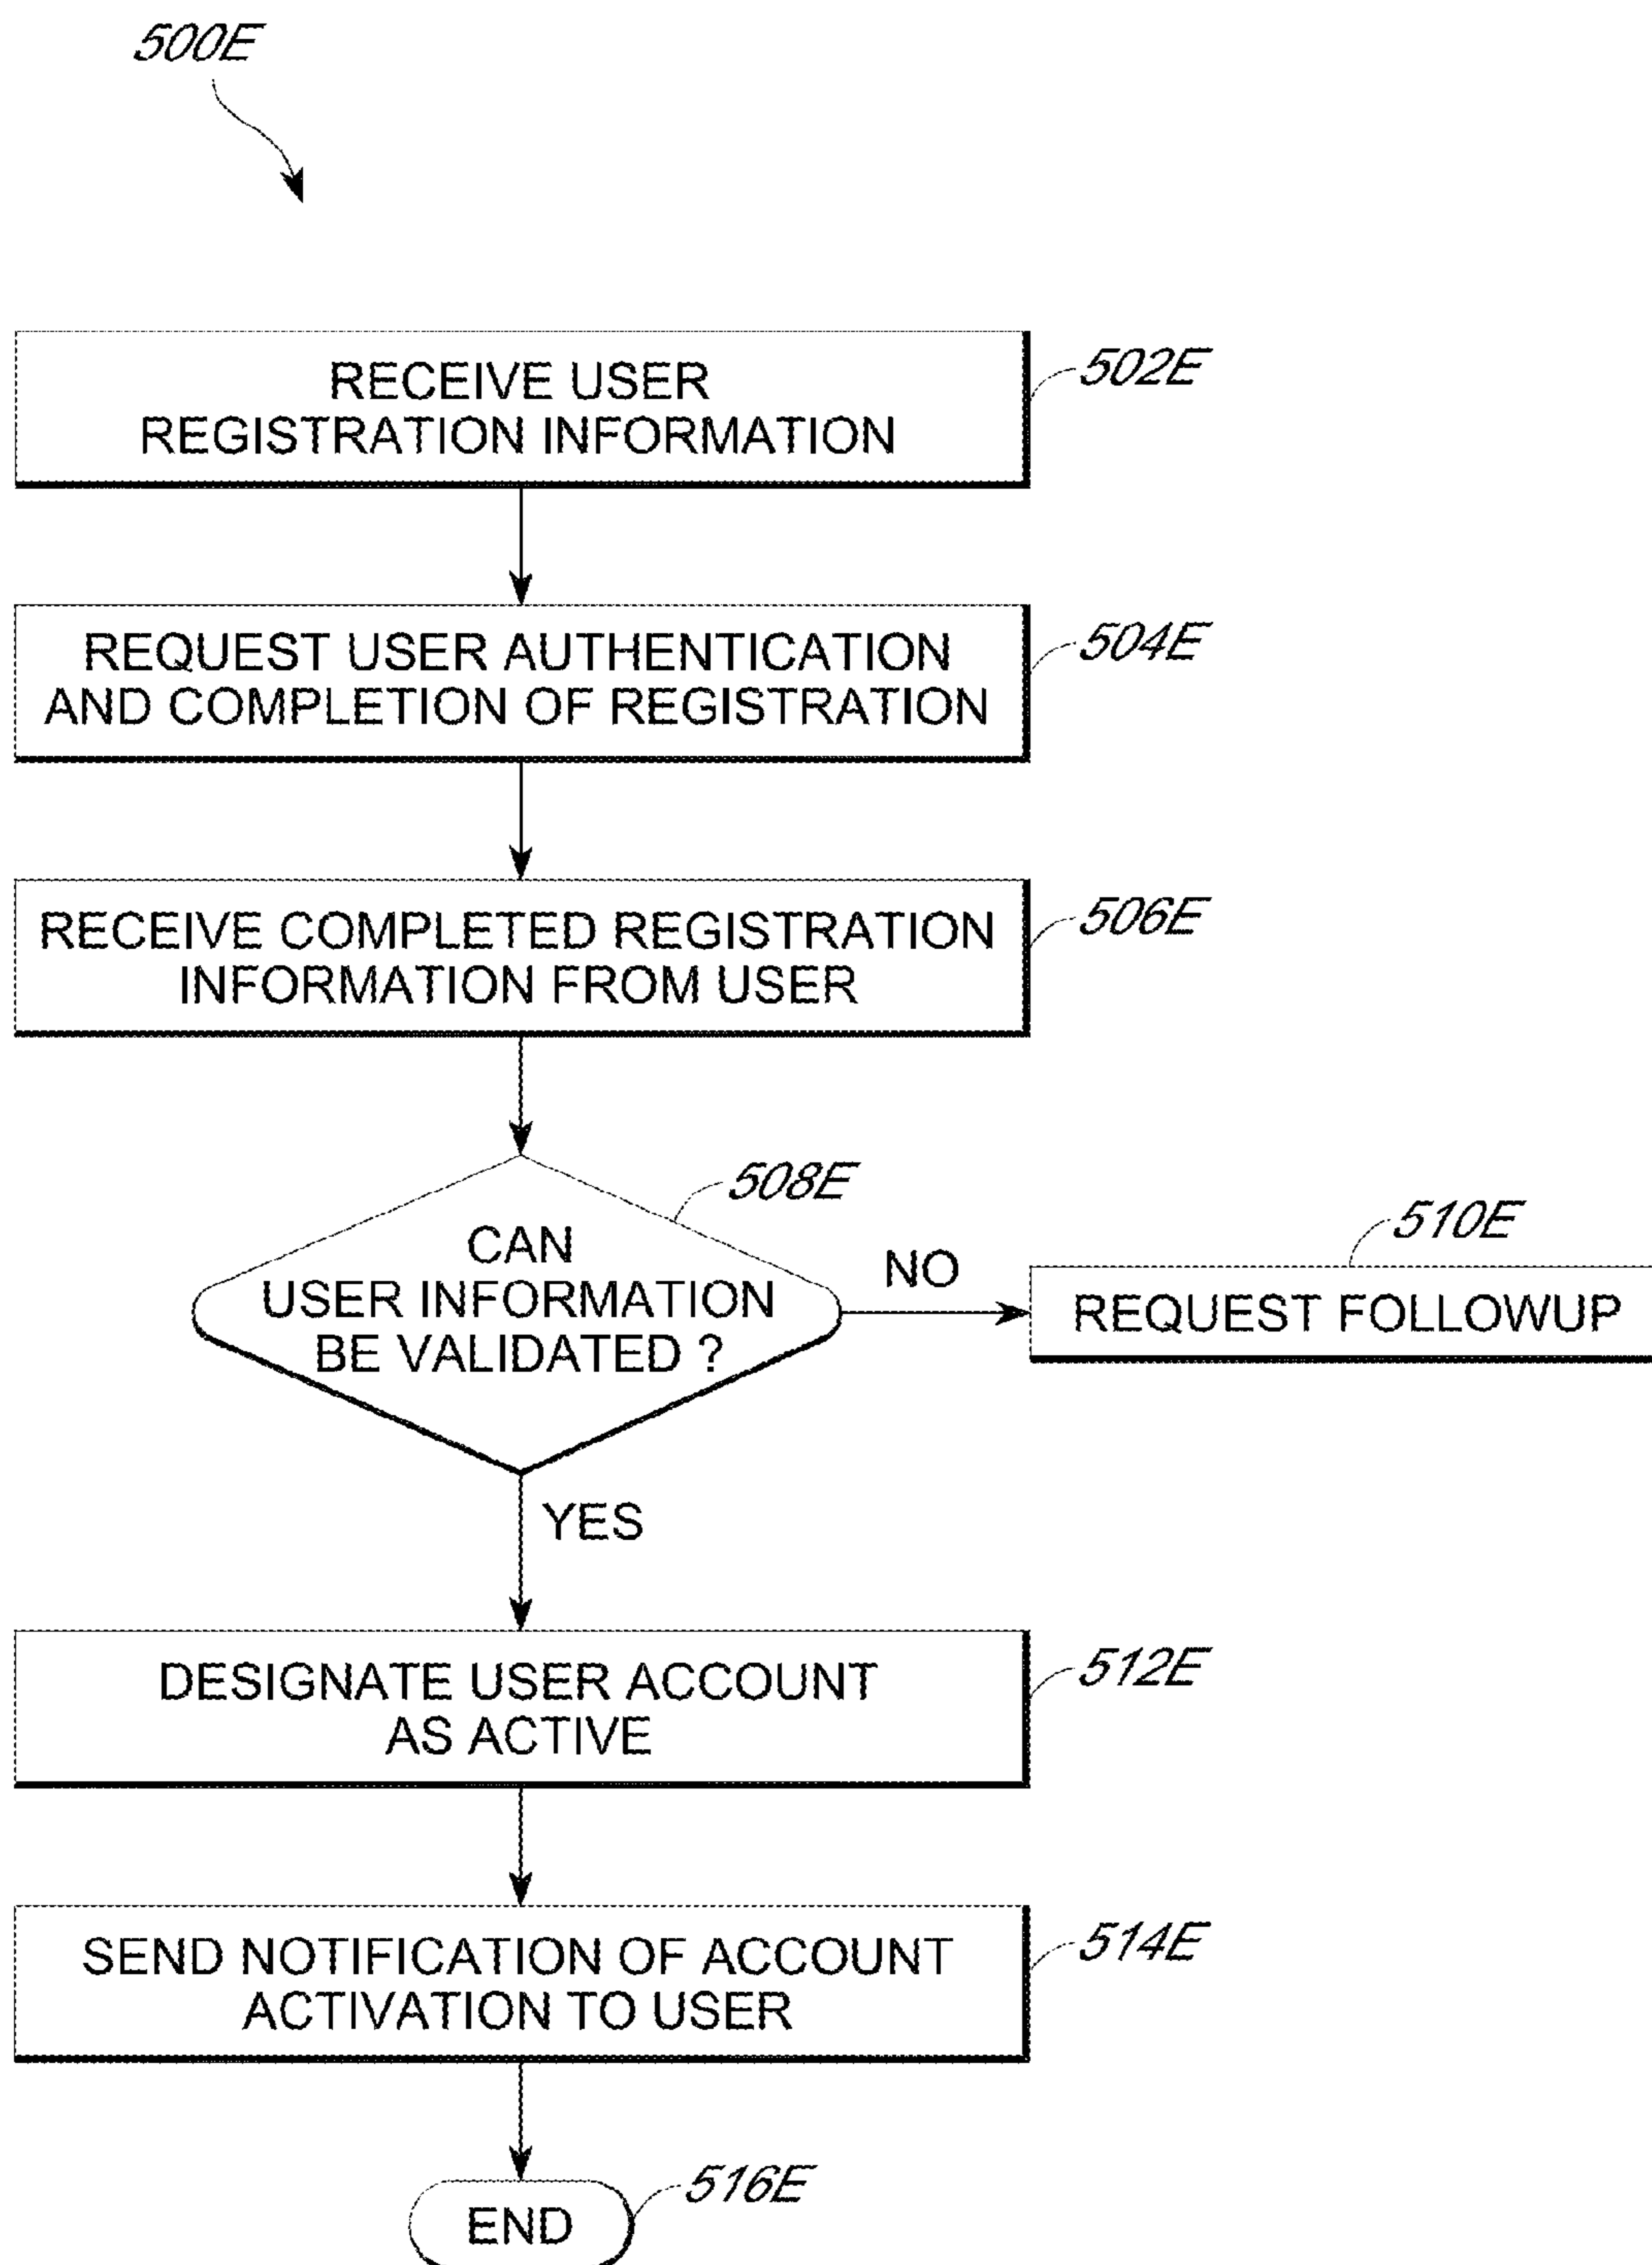 500E
RECEIVE USER
REGISTRATION INFORMATION
502E
REQUEST USER AUTHENTICATION
AND COMPLETION OF REGISTRATION
504E
RECEIVE COMPLETED REGISTRATION
INFORMATION FROM USER
506E
508E
CAN
USER INFORMATION
BE VALIDATED ?
NO
510E
REQUEST FOLLOWUP
YES
DESIGNATE USER ACCOUNT
AS ACTIVE
512E
SEND NOTIFICATION OF ACCOUNT
ACTIVATION TO USER
514E
END
516E